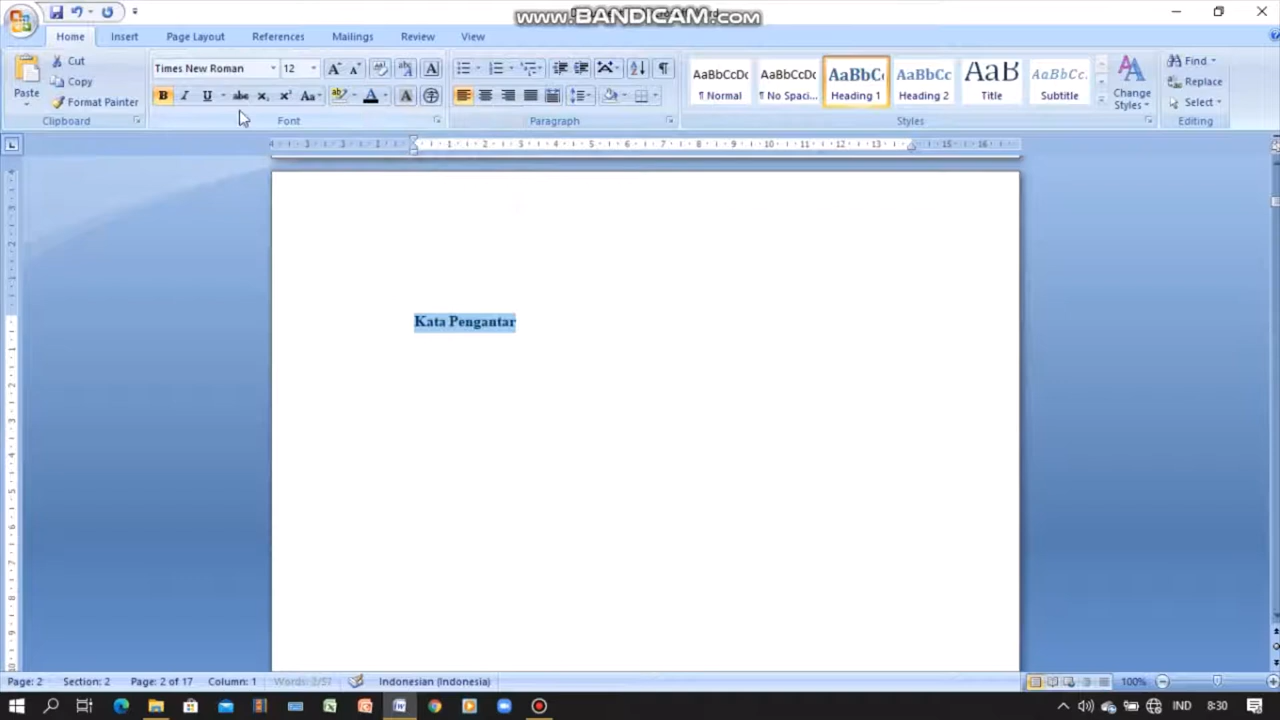 www.BANDICAM.com
Home Insert Page Layout References Mailings Review View
Cut
Copy
Format Painter
Paste
Clipboard
Times New Roman 12
Font
Paragraph
AaBbCcDc AaBbCcDc AaBbC AaBbCc AaB AaBbCc.
¶ Normal ¶ No Spaci... Heading 1 Heading 2 Title Subtitle
Change Styles
Styles
Find
Replace
Select
Editing
Kata Pengantar
Page: 2 Section: 2 Page: 2 of 17 Column: 1 Words: 2/57 Indonesian (Indonesia) 100%
IND 8:30